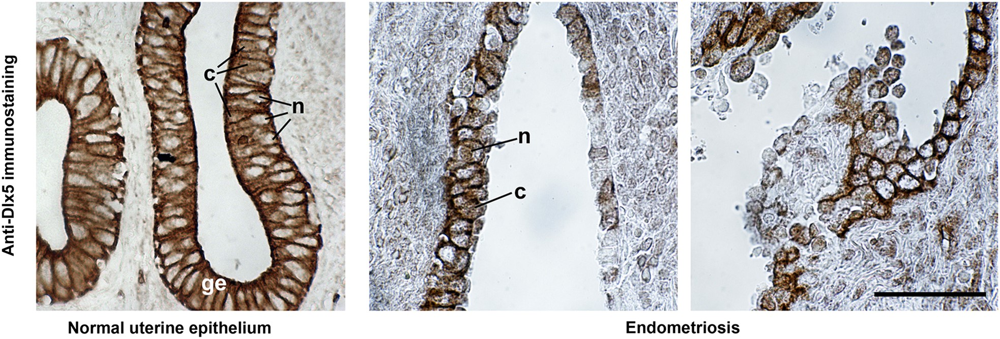 Anti-Dlx5 immunostaining
c
n
ge
n
c
Normal uterine epithelium
Endometriosis